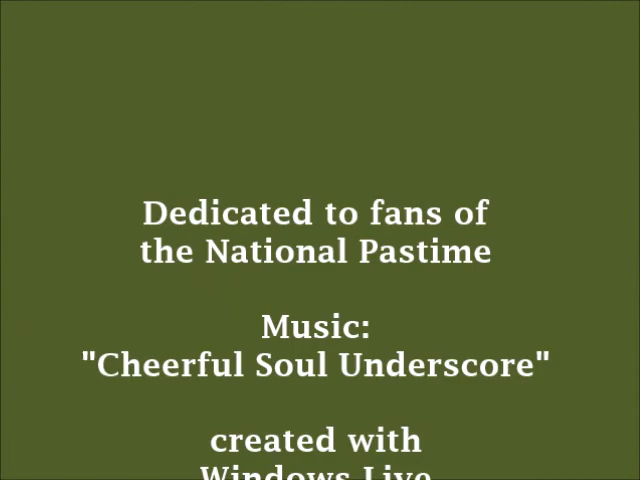 Dedicated to fans of
the National Pastime
Music:
"Cheerful Soul Underscore"
created with
Windows Live